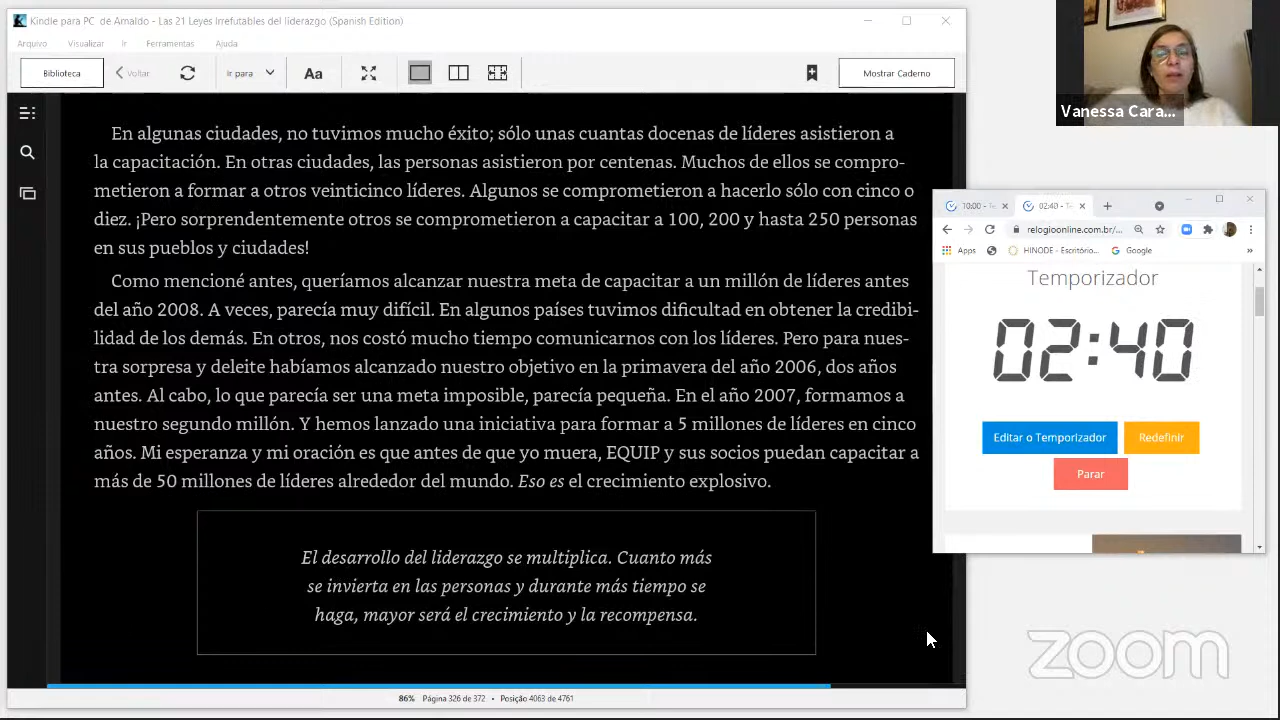 Kindle para PC de Arnaldo - Las 21 Leyes Irrefutables del liderazgo (Spanish Edition)
Arquivo Visualizar Ir Ferramentas Ajuda
Biblioteca Voltar Ir para Aa Mostrar Caderno
En algunas ciudades, no tuvimos mucho éxito; sólo unas cuantas docenas de líderes asistieron a
la capacitación. En otras ciudades, las personas asistieron por centenas. Muchos de ellos se compro-
metieron a formar a otros veinticinco líderes. Algunos se comprometieron a hacerlo sólo con cinco o
diez. ¡Pero sorprendentemente otros se comprometieron a capacitar a 100, 200 y hasta 250 personas
en sus pueblos y ciudades!
Como mencioné antes, queríamos alcanzar nuestra meta de capacitar a un millón de líderes antes
del año 2008. A veces, parecía muy difícil. En algunos países tuvimos dificultad en obtener la credibi-
lidad de los demás. En otros, nos costó mucho tiempo comunicarnos con los líderes. Pero para nues-
tra sorpresa y deleite habíamos alcanzado nuestro objetivo en la primavera del año 2006, dos años
antes. Al cabo, lo que parecía ser una meta imposible, parecía pequeña. En el año 2007, formamos a
nuestro segundo millón. Y hemos lanzado una iniciativa para formar a 5 millones de líderes en cinco
años. Mi esperanza y mi oración es que antes de que yo muera, EQUIP y sus socios puedan capacitar a
más de 50 millones de líderes alrededor del mundo. Eso es el crecimiento explosivo.
El desarrollo del liderazgo se multiplica. Cuanto más
se invierta en las personas y durante más tiempo se
haga, mayor será el crecimiento y la recompensa.
86% Página 326 de 372 • Posição 4063 de 4761
Vanessa Cara...
10:00 - Te 02:40 - Te
relogioonline.com.br/...
Apps HINODE - Escritório... Google »
Temporizador
02:40
Editar o Temporizador Redefinir
Parar
zoom